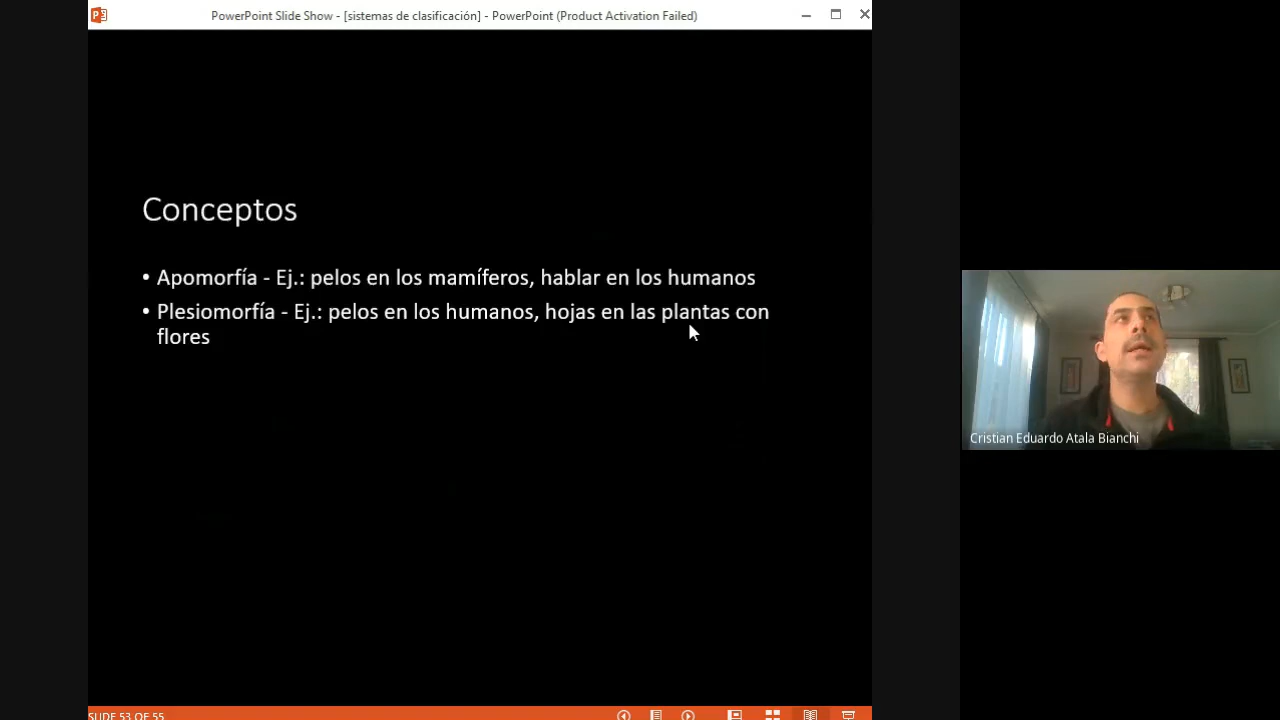 PowerPoint Slide Show - [sistemas de clasificación] - PowerPoint (Product Activation Failed)
Conceptos
• Apomorfía - Ej.: pelos en los mamíferos, hablar en los humanos
• Plesiomorfía - Ej.: pelos en los humanos, hojas en las plantas con
flores
Cristian Eduardo Atala Bianchi
SLIDE 53 OF 55